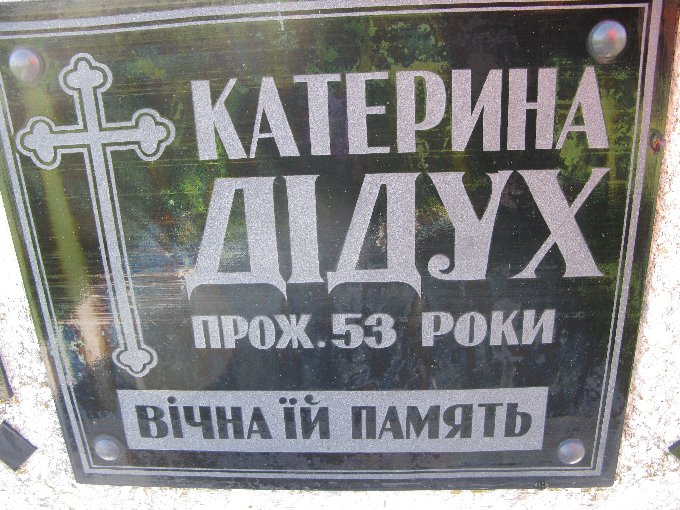 КАТЕРИНА
ДІДУХ
ПРОЖ. 53 РОКИ
ВІЧНА ЇЙ ПАМЯТЬ